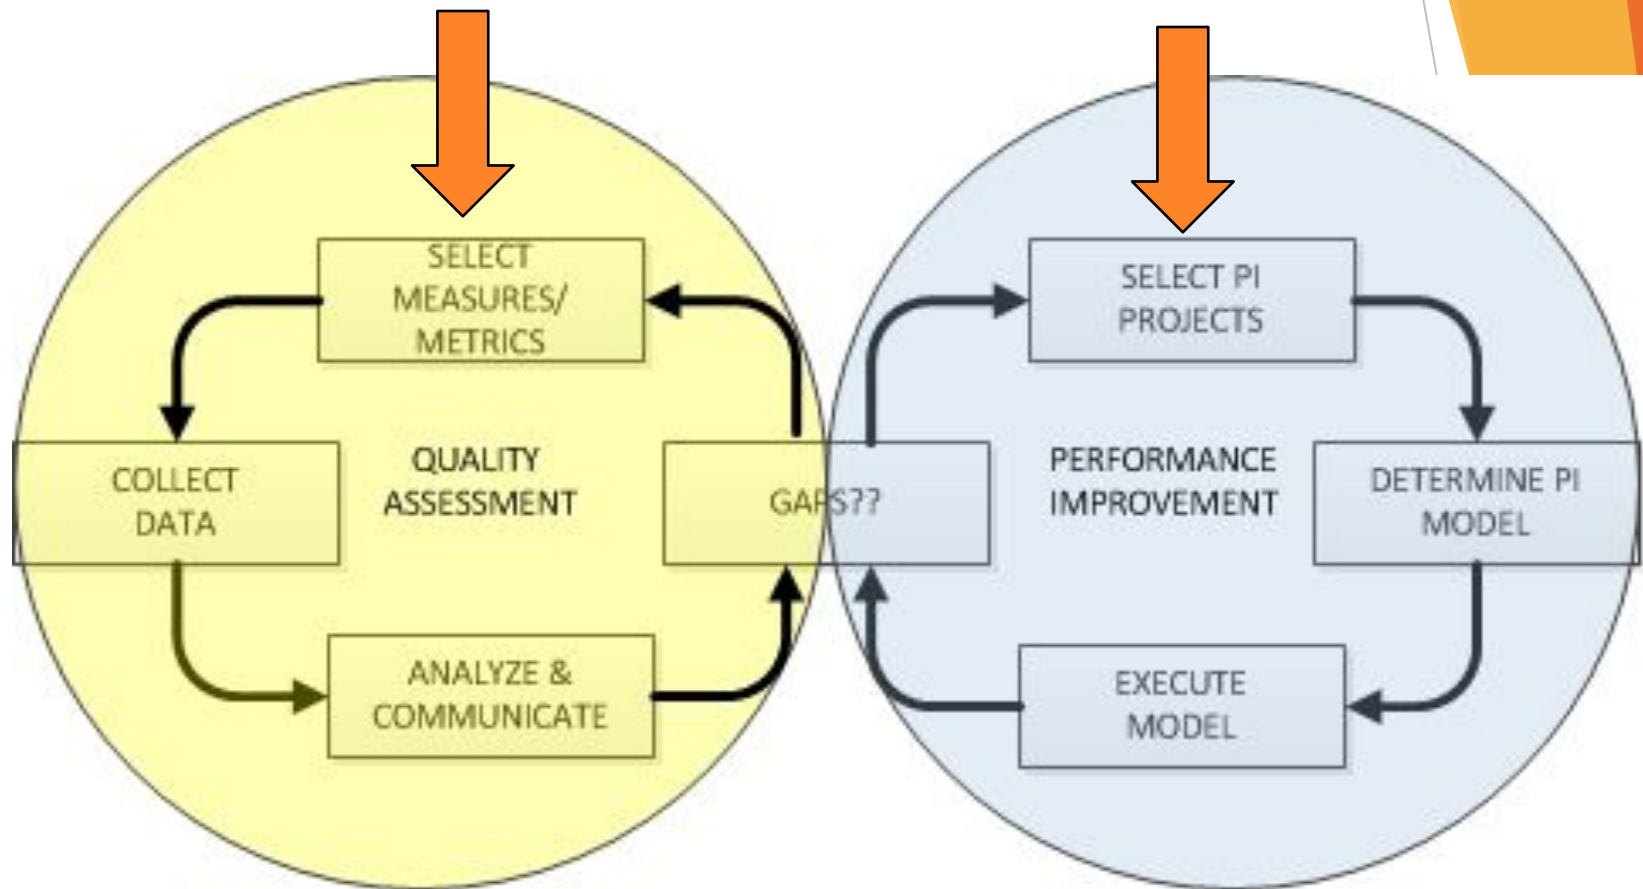 SELECT
MEASURES/
METRICS
COLLECT
DATA
QUALITY
ASSESSMENT
GAPS??
ANALYZE &
COMMUNICATE
SELECT PI
PROJECTS
PERFORMANCE
IMPROVEMENT
DETERMINE PI
MODEL
EXECUTE
MODEL